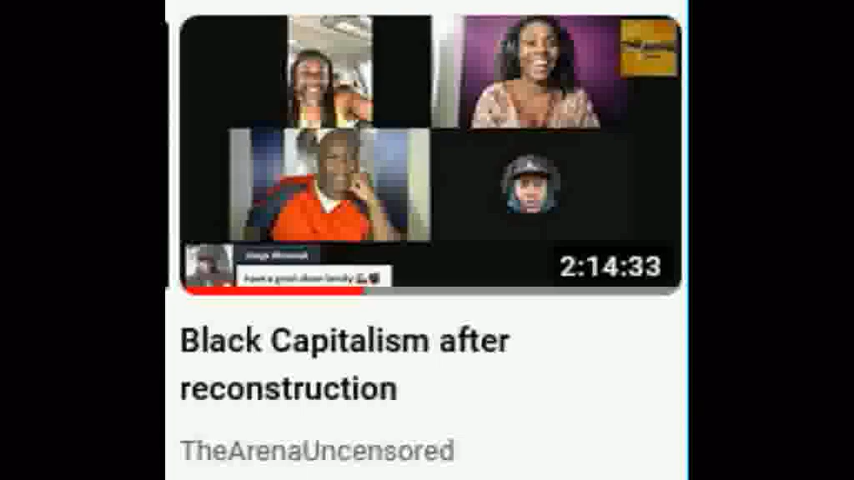 2:14:33
Black Capitalism after
reconstruction
TheArenaUncensored